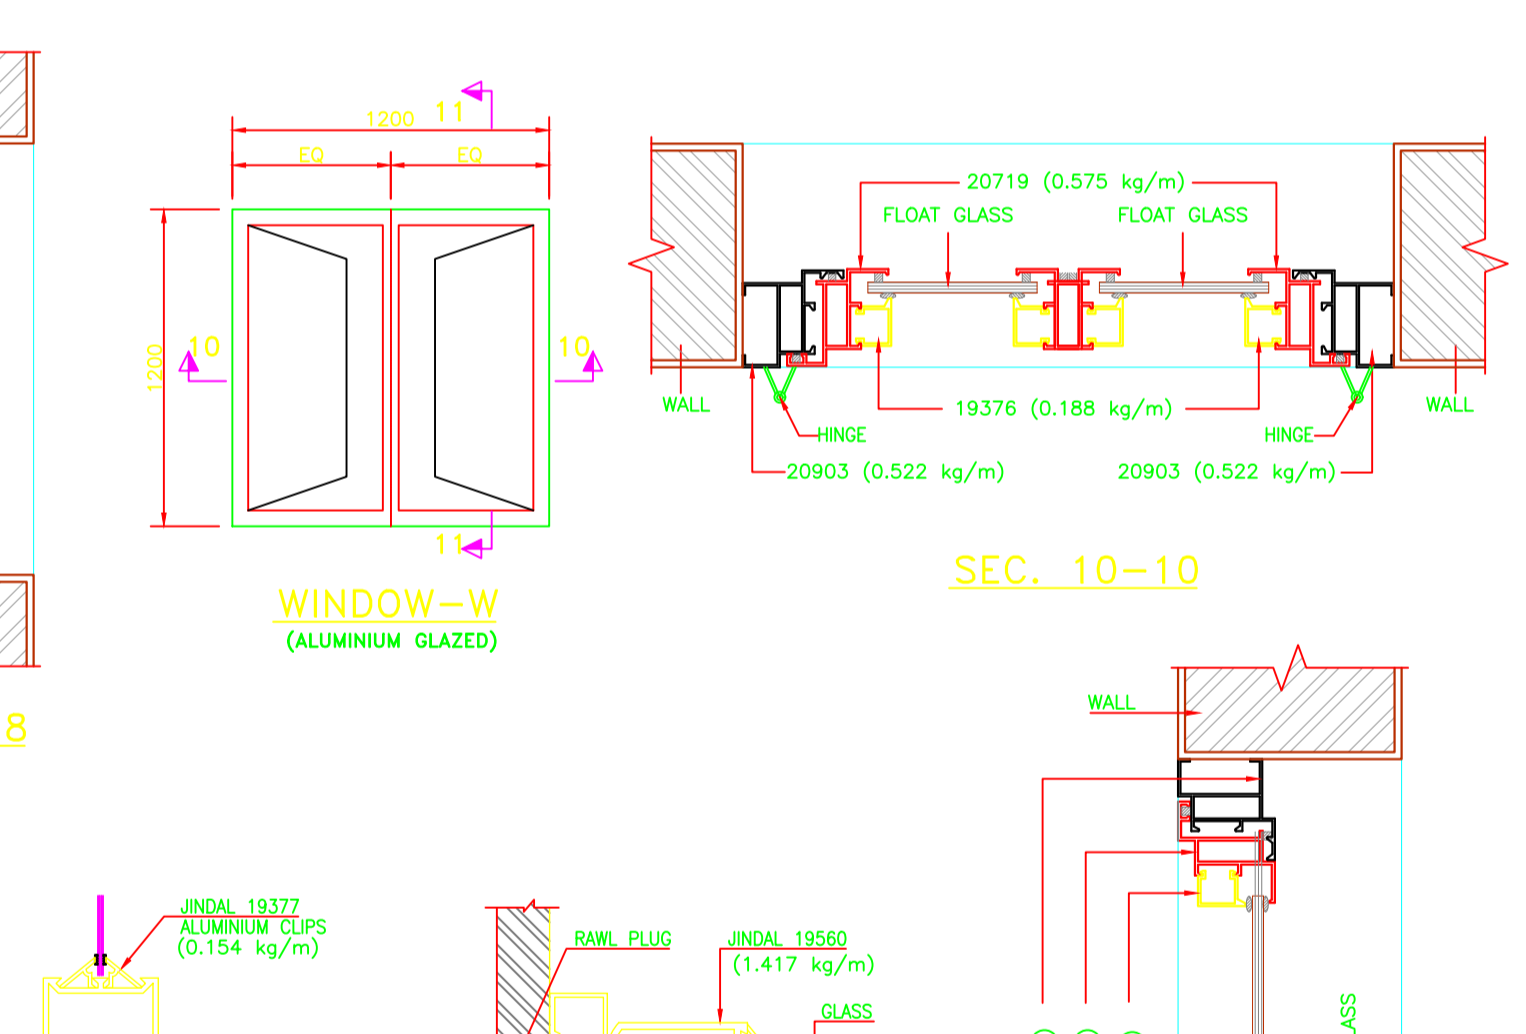 1200
11
EQ
EQ
1200
10
10
11
WINDOW-W
(ALUMINIUM GLAZED)
20719 (0.575 kg/m)
FLOAT GLASS
FLOAT GLASS
WALL
WALL
19376 (0.188 kg/m)
HINGE
HINGE
20903 (0.522 kg/m)
20903 (0.522 kg/m)
SEC. 10-10
8
WALL
JINDAL 19377
ALUMINIUM CLIPS
(0.154 kg/m)
RAWL PLUG
JINDAL 19560
(1.417 kg/m)
GLASS